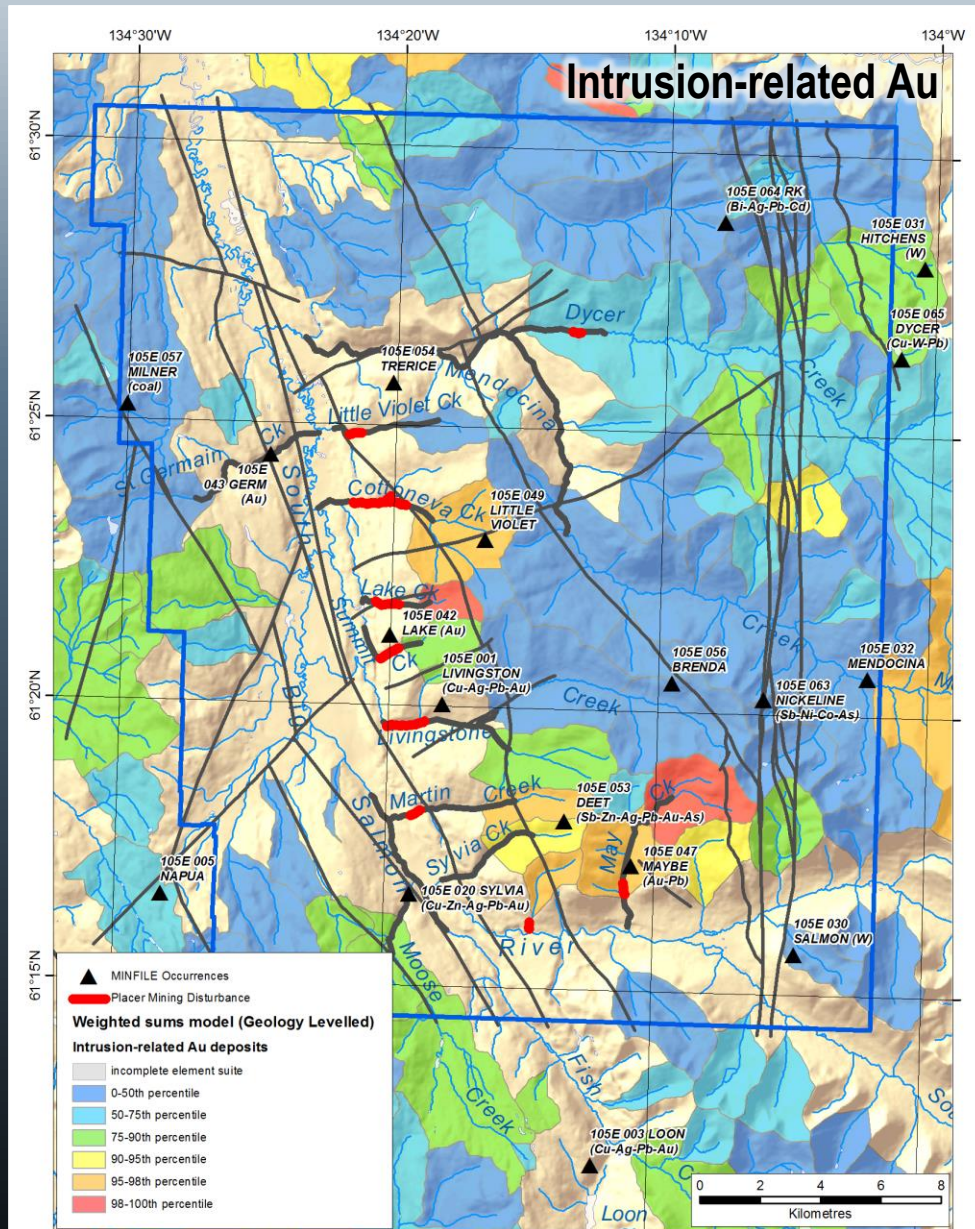 134°30'W
134°20'W
134°10'W
134°W
Intrusion-related Au
61°30'N
61°25'N
61°20'N
61°15'N
105E 064 RK
(Bi-Ag-Pb-Cd)
105E 031
HITCHENS
(W)
105E 065
DYCER
(Cu-W-Pb)
Dycer
Creek
105E 057
MILNER
(coal)
105E 054
TRERICE
Mendocina
Creek
Little Violet Ck
St Germain Ck
105E
043 GERM
(Au)
South
Big
Salmon
River
Cottoneva Ck
105E 049
LITTLE
VIOLET
Lake Ck
105E 042
LAKE (Au)
Summit
Ck
105E 001
LIVINGSTON
(Cu-Ag-Pb-Au)
105E 056
BRENDA
105E 032
MENDOCINA
105E 063
NICKELINE
(Sb-Ni-Co-As)
Livingstone
Creek
Martin Creek
105E 053
DEET
(Sb-Zn-Ag-Pb-Au-As)
Sylvia Ck
May Ck
105E 047
MAYBE
(Au-Pb)
105E 005
NAPUA
105E 020 SYLVIA
(Cu-Zn-Ag-Pb-Au)
105E 030
SALMON (W)
Moose
Creek
Fish
105E 003 LOON
(Cu-Ag-Pb-Au)
Loon
MINFILE Occurrences
Placer Mining Disturbance
Weighted sums model (Geology Levelled)
Intrusion-related Au deposits
incomplete element suite
0-50th percentile
50-75th percentile
75-90th percentile
90-95th percentile
95-98th percentile
98-100th percentile
0 2 4 6 8
Kilometres